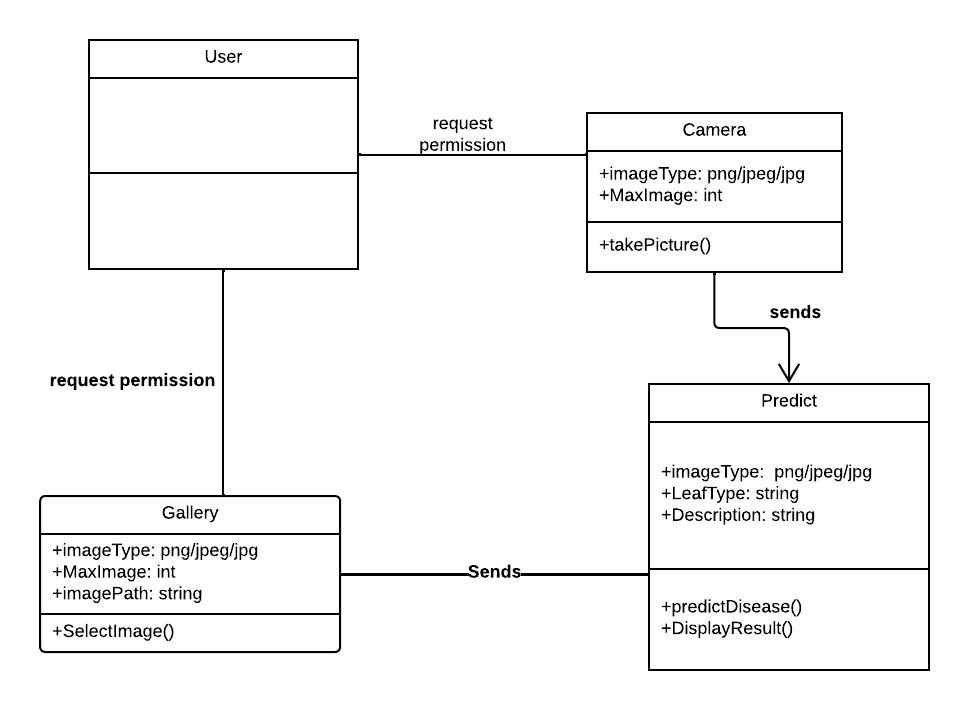 User
request
permission
Camera
+imageType: png/jpeg/jpg
+MaxImage: int
+takePicture()
sends
request permission
Predict
+imageType:  png/jpeg/jpg
+LeafType: string
+Description: string
+predictDisease()
+DisplayResult()
Gallery
+imageType: png/jpeg/jpg
+MaxImage: int
+imagePath: string
+SelectImage()
Sends